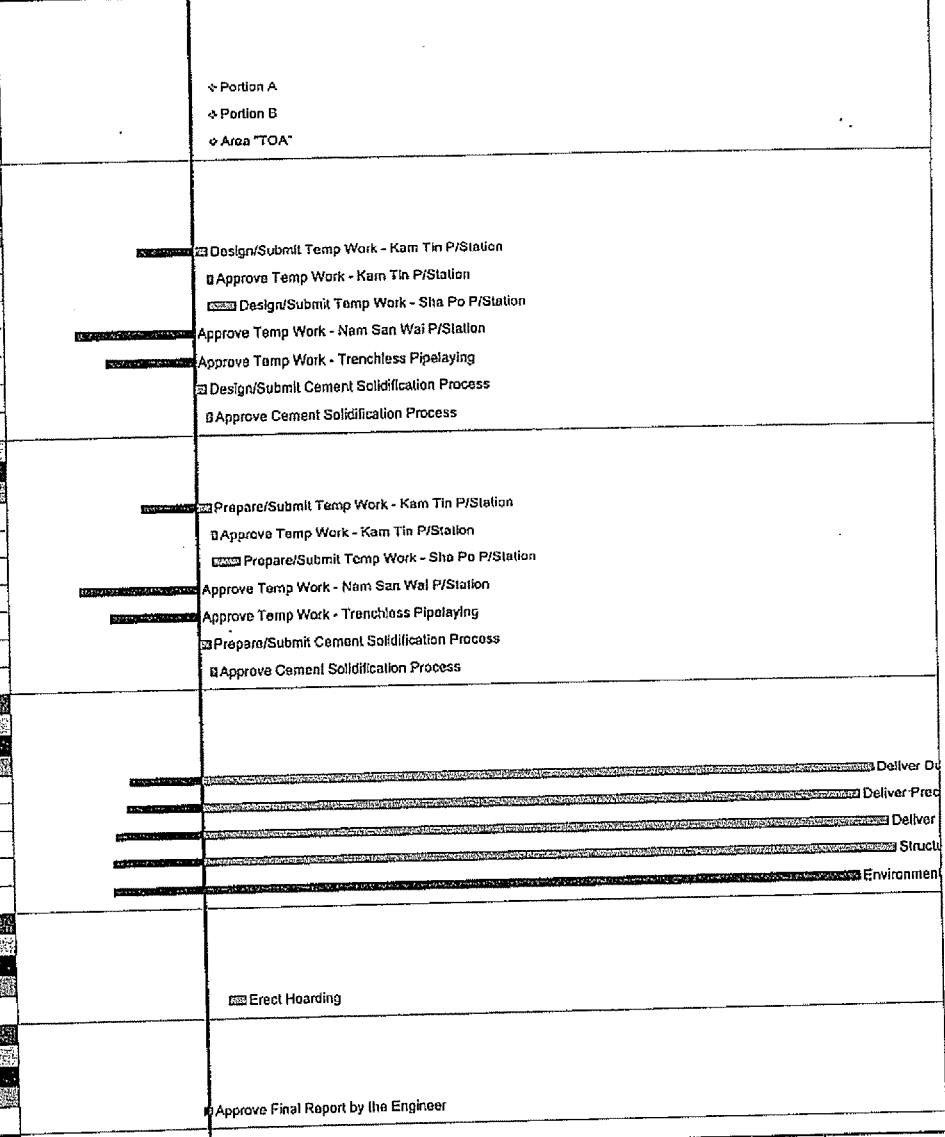 Portion A
Portion B
Area "TOA"
Design/Submit Temp Work - Kam Tin P/Station
Approve Temp Work - Kam Tin P/Station
Design/Submit Temp Work - Sha Po P/Station
Approve Temp Work - Nam San Wai P/Station
Approve Temp Work - Trenchless Pipelaying
Design/Submit Cement Solidification Process
Approve Cement Solidification Process
Prepare/Submit Temp Work - Kam Tin P/Station
Approve Temp Work - Kam Tin P/Station
Prepare/Submit Temp Work - Sha Po P/Station
Approve Temp Work - Nam San Wai P/Station
Approve Temp Work - Trenchless Pipelaying
Prepare/Submit Cement Solidification Process
Approve Cement Solidification Process
Deliver Du
Deliver Prec
Deliver
Structu
Environmen
Erect Hoarding
Approve Final Report by the Engineer